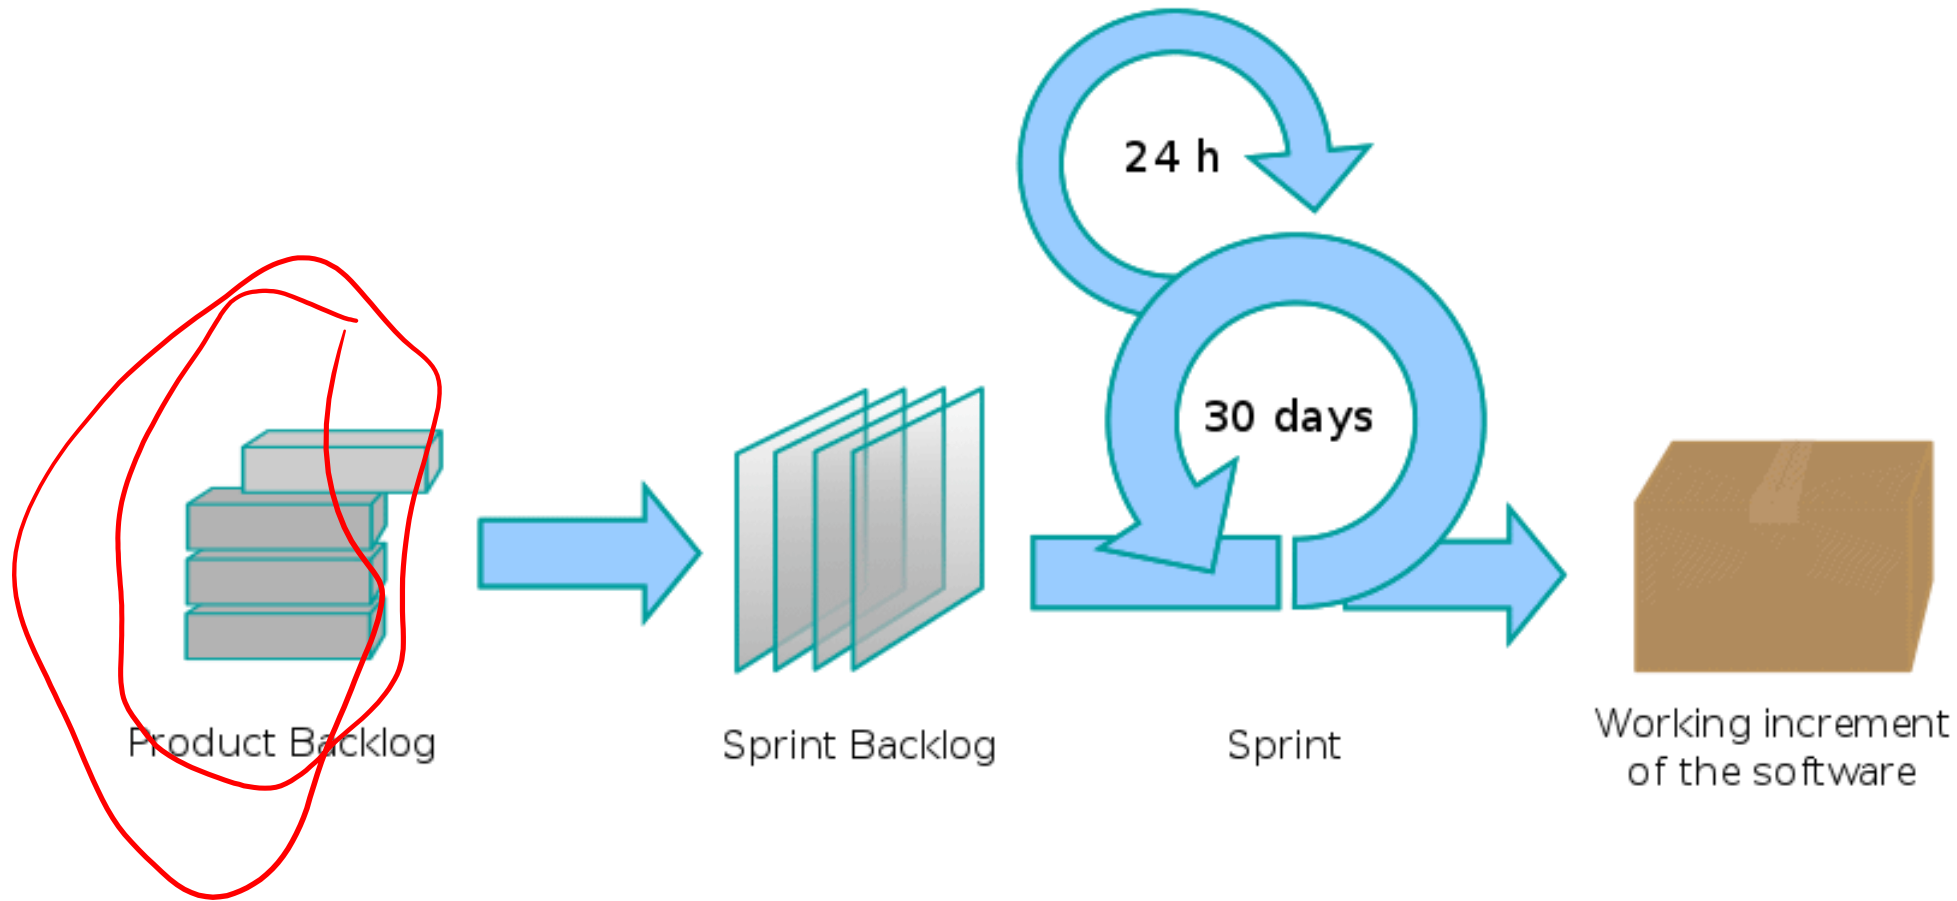 24 h
30 days
Product Backlog
Sprint Backlog
Sprint
Working increment
of the software